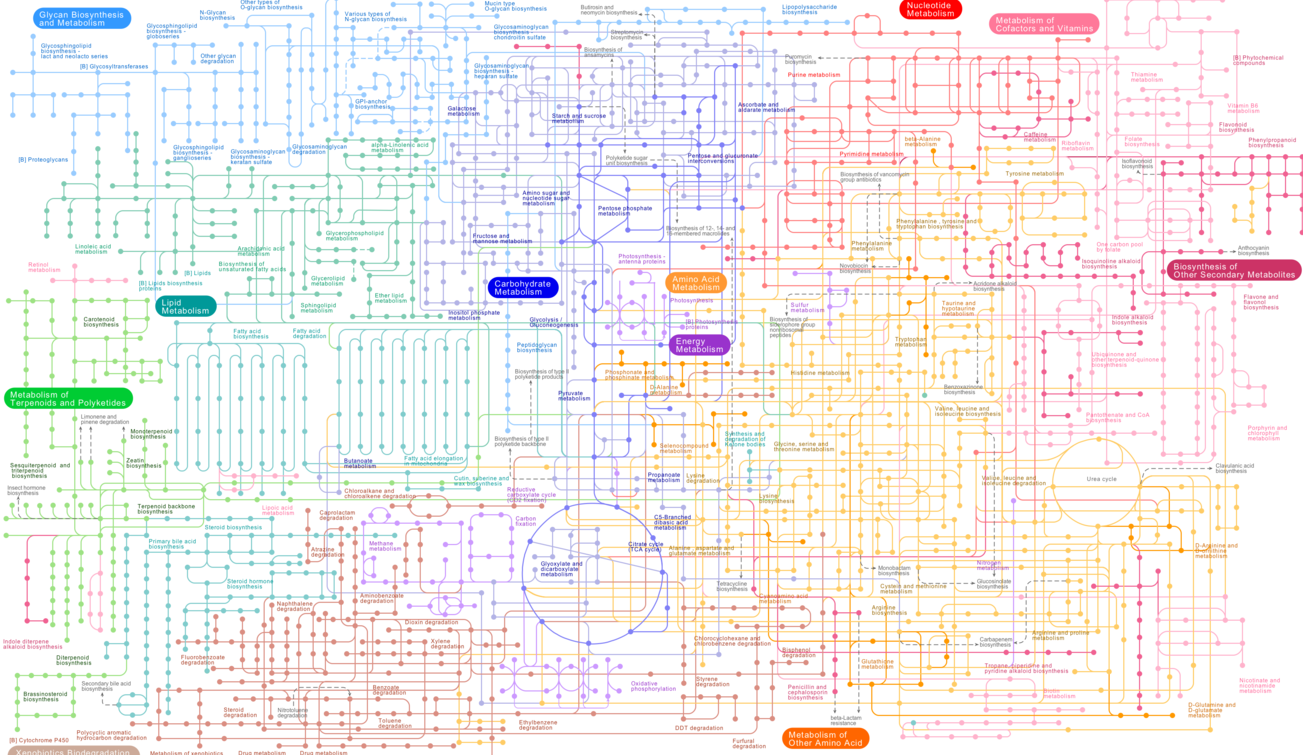 Glycan Biosynthesis
and Metabolism
N-Glycan
biosynthesis
Other types of
O-glycan biosynthesis
Various types of
N-glycan biosynthesis
Mucin type
O-glycan biosynthesis
Butirosin and
neomycin biosynthesis
Lipopolysaccharide
biosynthesis
Nucleotide
Metabolism
Metabolism of
Cofactors and Vitamins
Glycosphingolipid
biosynthesis -
globoseries
Glycosaminoglycan
biosynthesis -
chondroitin sulfate
Streptomycin
biosynthesis
Glycosphingolipid
biosynthesis -
lact and neolacto series
[B] Glycosyltransferases
Other glycan
degradation
Glycosaminoglycan
biosynthesis -
heparan sulfate
Biosynthesis of
ansamycins
Puromycin
biosynthesis
Purine metabolism
Thiamine
metabolism
[B] Phytochemical
compounds
GPI-anchor
biosynthesis
Galactose
metabolism
Starch and sucrose
metabolism
Ascorbate and
aldarate metabolism
Vitamin B6
metabolism
Flavonoid
biosynthesis
[B] Proteoglycans
Glycosphingolipid
biosynthesis -
ganglioseries
Glycosaminoglycan
biosynthesis -
keratan sulfate
Glycosaminoglycan
degradation
alpha-Linolenic acid
metabolism
Polyketide sugar
unit biosynthesis
Pentose and glucuronate
interconversions
Pyrimidine metabolism
beta-Alanine
metabolism
Caffeine
metabolism
Riboflavin
metabolism
Folate
biosynthesis
Phenylpropanoid
biosynthesis
Isoflavonoid
biosynthesis
Biosynthesis of vancomycin
group antibiotics
Tyrosine metabolism
Amino sugar and
nucleotide sugar
metabolism
Pentose phosphate
metabolism
Biosynthesis of 12-, 14- and
16-membered macrolides
Phenylalanine , tyrosine and
tryptophan biosynthesis
Linoleic acid
metabolism
Arachidonic acid
metabolism
Glycerophospholipid
metabolism
Fructose and
mannose metabolism
Phenylalanine
metabolism
One carbon pool
by folate
Anthocyanin
biosynthesis
Retinol
metabolism
[B] Lipids
Biosynthesis of
unsaturated fatty acids
Photosynthesis -
antenna proteins
Novobiocin
biosynthesis
Isoquinoline alkaloid
biosynthesis
Biosynthesis of
Other Secondary Metabolites
[B] Lipids biosynthesis
proteins
Glycerolipid
metabolism
Carbohydrate
Metabolism
Amino Acid
Metabolism
Acridone alkaloid
biosynthesis
Lipid
Metabolism
Sphingolipid
metabolism
Ether lipid
metabolism
Inositol phosphate
metabolism
Photosynthesis
Sulfur
metabolism
Taurine and
hypotaurine
metabolism
Flavone and
flavonol
biosynthesis
Carotenoid
biosynthesis
Fatty acid
biosynthesis
Fatty acid
degradation
Glycolysis /
Gluconeogenesis
[B] Photosynthesis
proteins
Biosynthesis of
siderophore group
nonribosomal
peptides
Indole alkaloid
biosynthesis
Peptidoglycan
biosynthesis
Energy
Metabolism
Tryptophan
metabolism
Ubiquinone and
other terpenoid-quinone
biosynthesis
Biosynthesis of type II
polyketide products
Phosphonate and
phosphinate metabolism
Histidine metabolism
Benzoxazinone
biosynthesis
Metabolism of
Terpenoids and Polyketides
Pyruvate
metabolism
D-Alanine
metabolism
Limonene and
pinene degradation
Monoterpenoid
biosynthesis
Valine, leucine and
isoleucine biosynthesis
Pantothenate and CoA
biosynthesis
Biosynthesis of type II
polyketide backbone
Synthesis and
degradation of
ketone bodies
Porphyrin and
chlorophyll
metabolism
Selenocompound
metabolism
Glycine, serine and
threonine metabolism
Sesquiterpenoid and
triterpenoid
biosynthesis
Zeatin
biosynthesis
Butanoate
metabolism
Fatty acid elongation
in mitochondria
Clavulanic acid
biosynthesis
Insect hormone
biosynthesis
Cutin, suberine and
wax biosynthesis
Propanoate
metabolism
Lysine
degradation
Valine, leucine and
isoleucine degradation
Urea cycle
Chloroalkane and
chloroalkene degradation
Reductive
carboxylate cycle
(CO2 fixation)
Lysine
biosynthesis
Terpenoid backbone
biosynthesis
Lipoic acid
metabolism
Caprolactam
degradation
Carbon
fixation
C5-Branched
dibasic acid
metabolism
Steroid biosynthesis
Primary bile acid
biosynthesis
Atrazine
degradation
Methane
metabolism
Citrate cycle
(TCA cycle)
Alanine , aspartate and
glutamate metabolism
D-Arginine and
D-ornithine
metabolism
Glyoxylate and
dicarboxylate
metabolism
Monobactam
biosynthesis
Nitrogen
metabolism
Steroid hormone
biosynthesis
Tetracycline
biosynthesis
Glucosinolate
biosynthesis
Aminobenzoate
degradation
Cyanoamino acid
metabolism
Cystein and methionine
metabolism
Naphthalene
degradation
Arginine
biosynthesis
Dioxin degradation
Indole diterpene
alkaloid biosynthesis
Xylene
degradation
Chlorocyclohexane and
chlorobenzene degradation
Carbapenem
biosynthesis
Arginine and proline
metabolism
Diterpenoid
biosynthesis
Fluorobenzoate
degradation
Bisphenol
degradation
Glutathione
metabolism
Tropane, piperidine and
pyridine alkaloid biosynthesis
Secondary bile acid
biosynthesis
Benzoate
degradation
Oxidative
phosphorylation
Styrene
degradation
Penicillin and
cephalosporin
biosynthesis
Biotin
metabolism
Nicotinate and
nicotinamide
metabolism
Brassinosteroid
biosynthesis
Steroid
degradation
Nitrotoluene
degradation
Toluene
degradation
Ethylbenzene
degradation
DDT degradation
beta-Lactam
resistance
D-Glutamine and
D-glutamate
metabolism
[B] Cytochrome P450
Polycyclic aromatic
hydrocarbon degradation
Furfural
degradation
Metabolism of
Other Amino Acid
Xenobiotics Biodegradation
Metabolism of xenobiotics
Drug metabolism
Drug metabolism